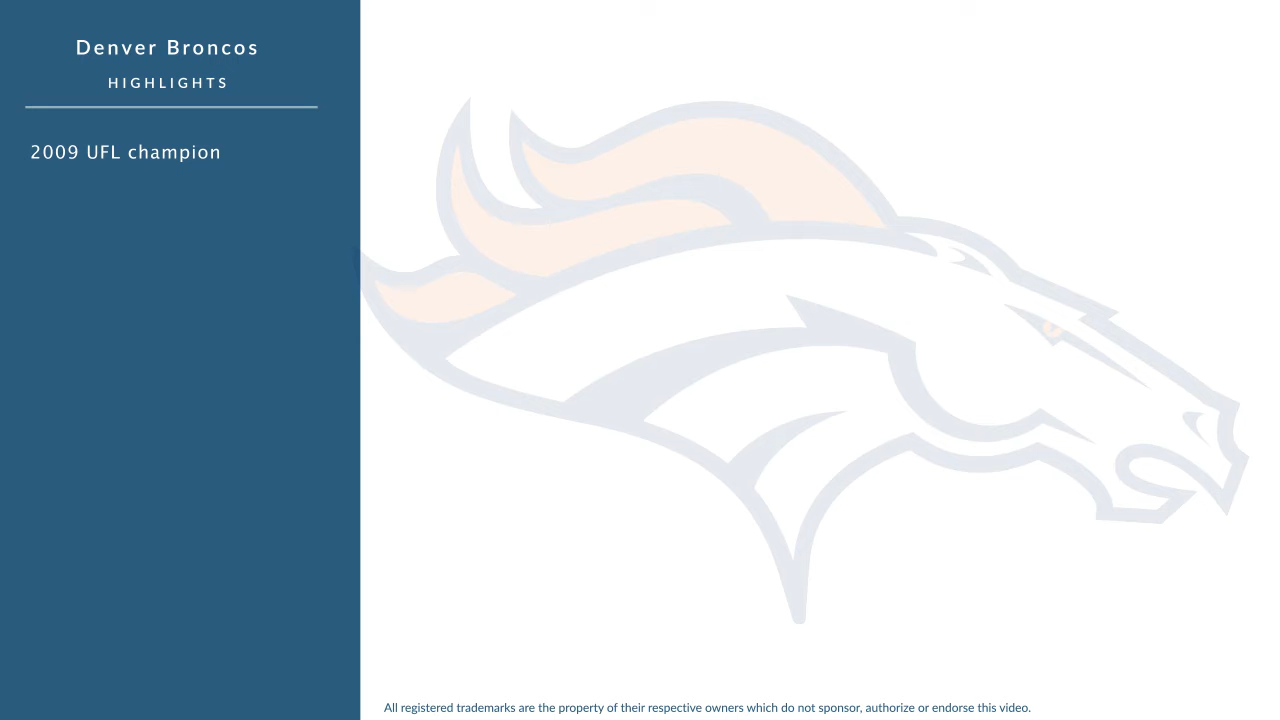 Denver Broncos
HIGHLIGHTS
2009 UFL champion
All registered trademarks are the property of their respective owners which do not sponsor, authorize or endorse this video.